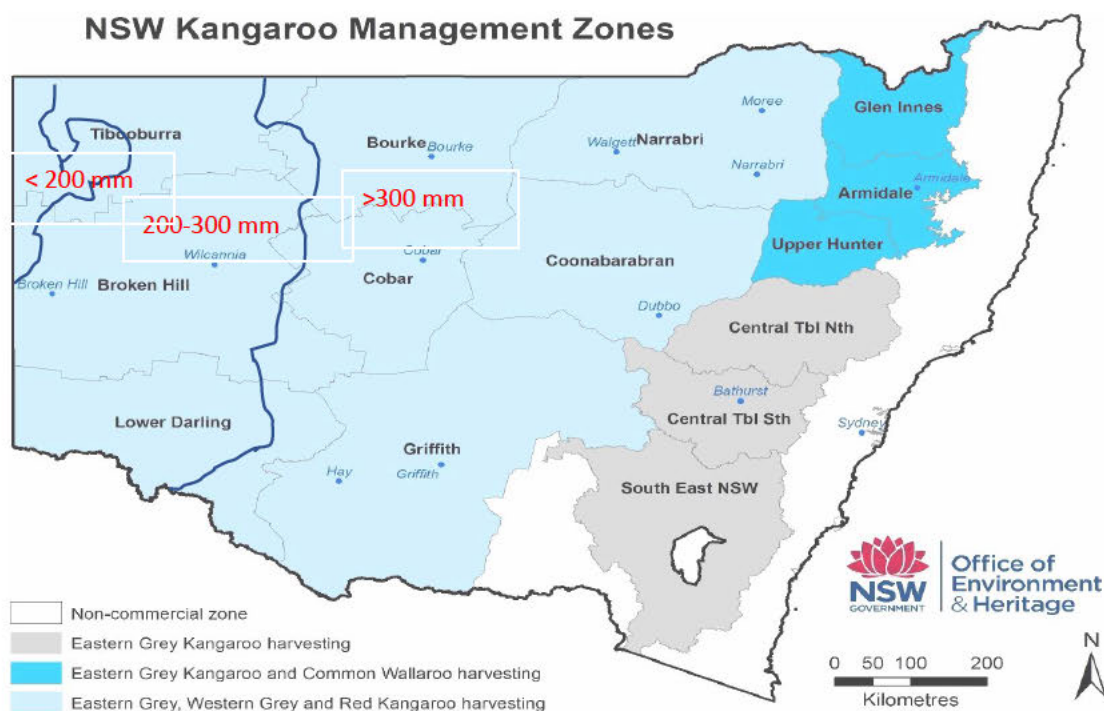 NSW Kangaroo Management Zones
Tibooburra
Bourke
Bourke
Walgett
Narrabri
Moree
Narrabri
Glen Innes
< 200 mm
200-300 mm
>300 mm
Armidale
Armidale
Upper Hunter
Wilcannia
Broken Hill
Broken Hill
Cobar
Cobar
Coonabarabran
Dubbo
Central Tbl Nth
Bathurst
Central Tbl Sth
Sydney
Lower Darling
Griffith
Hay
Griffith
South East NSW
NSW
GOVERNMENT
Office of
Environment
& Heritage
Non-commercial zone
Eastern Grey Kangaroo harvesting
Eastern Grey Kangaroo and Common Wallaroo harvesting
Eastern Grey, Western Grey and Red Kangaroo harvesting
0 50 100 200
Kilometres
N